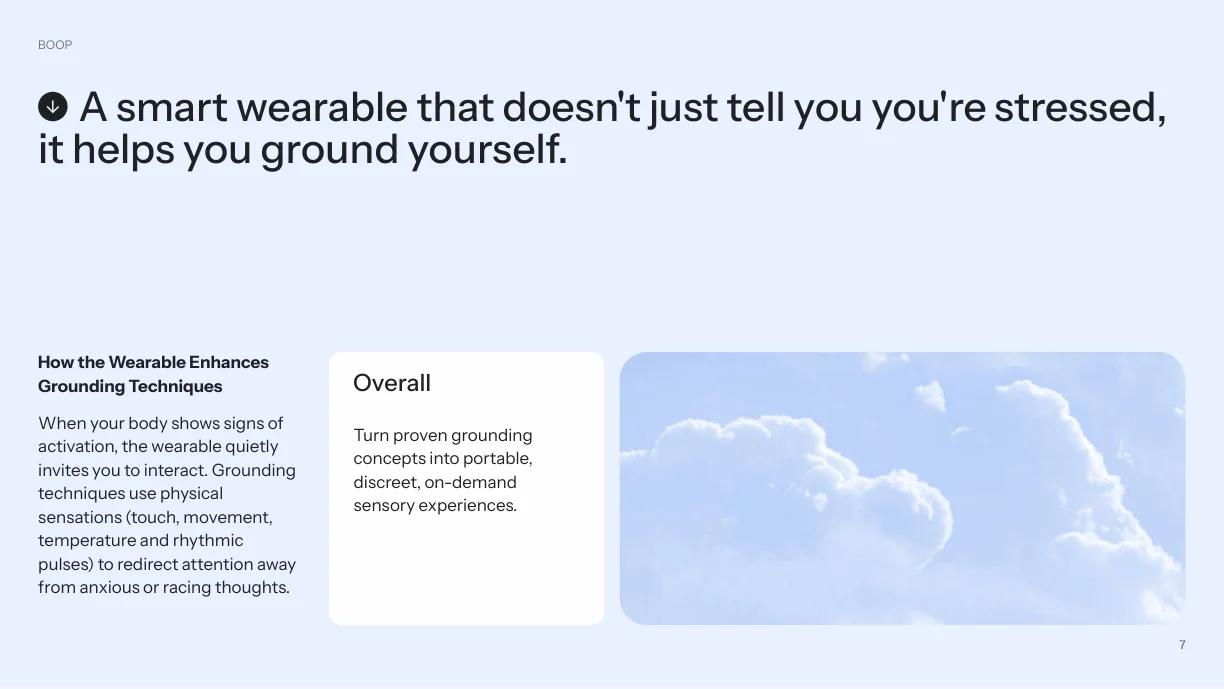 BOOP
A smart wearable that doesn't just tell you you're stressed,
it helps you ground yourself.
How the Wearable Enhances
Grounding Techniques
When your body shows signs of
activation, the wearable quietly
invites you to interact. Grounding
techniques use physical
sensations (touch, movement,
temperature and rhythmic
pulses) to redirect attention away
from anxious or racing thoughts.
Overall
Turn proven grounding
concepts into portable,
discreet, on-demand
sensory experiences.
7